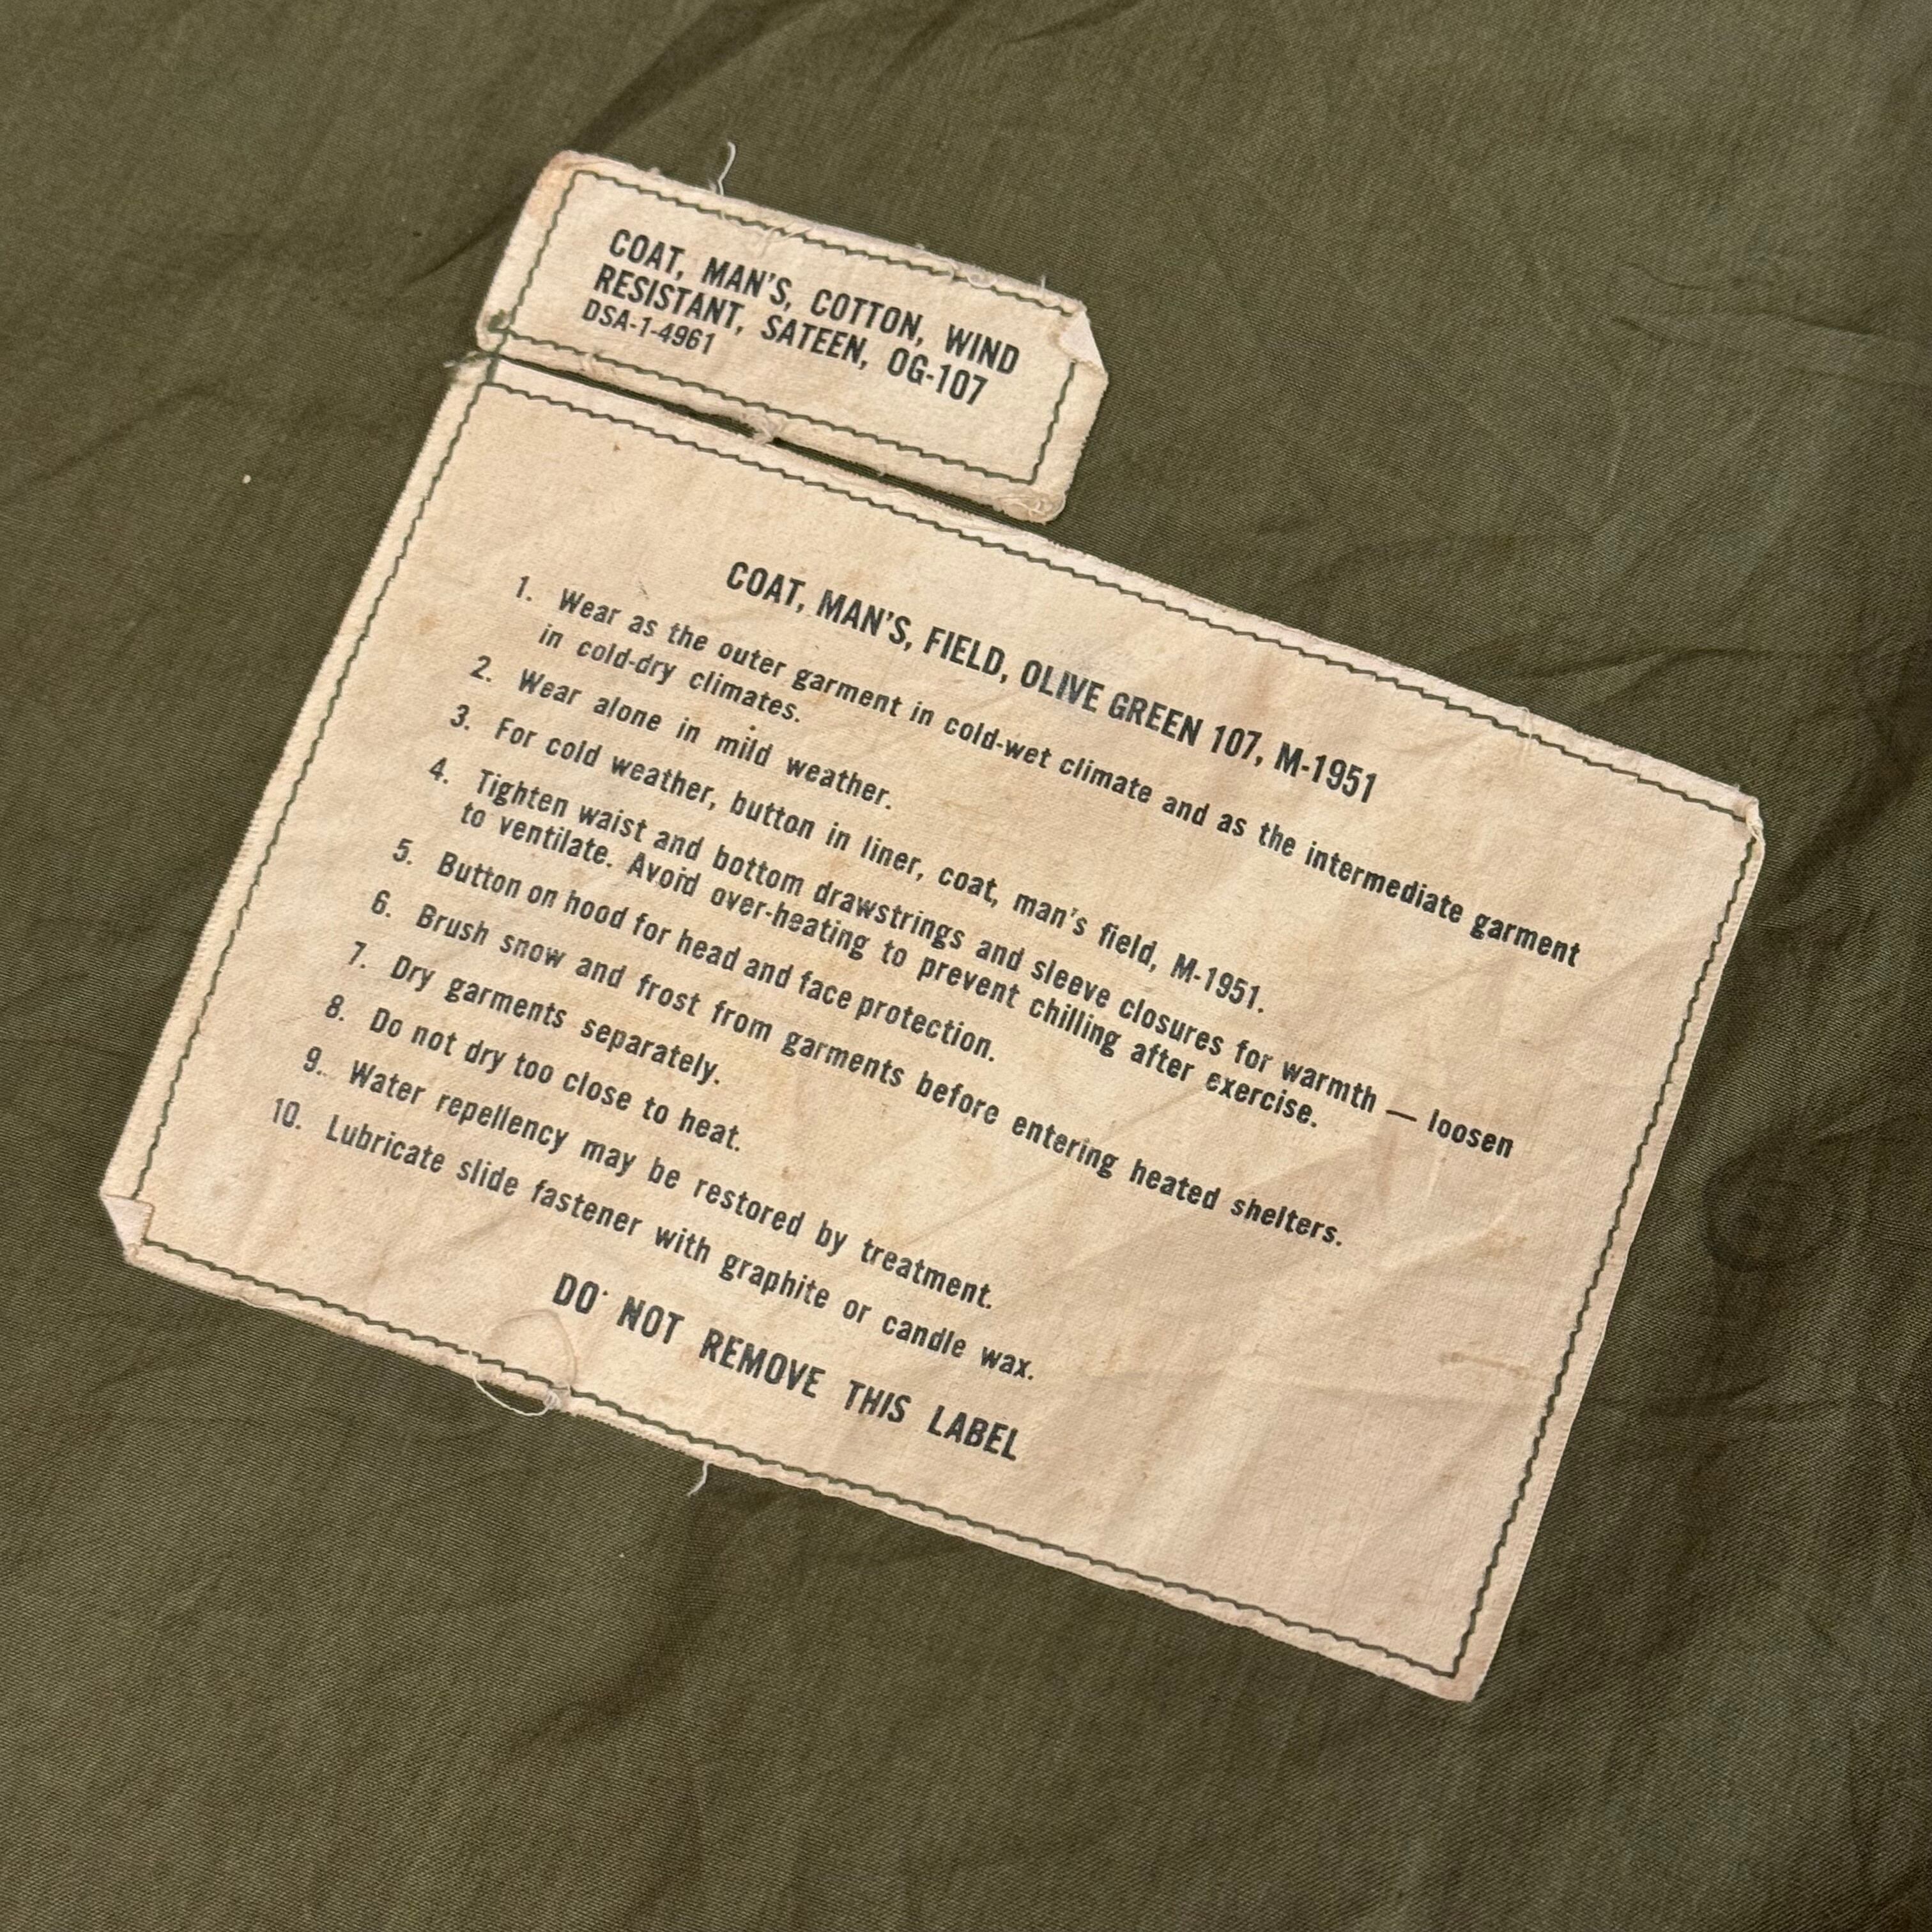 COAT, MAN'S, COTTON, WIND
RESISTANT, SATEEN, OG-107
DSA-1-4961
COAT, MAN'S, FIELD, OLIVE GREEN 107, M-1951
1. Wear as the outer garment in cold-wet climate and as the intermediate garment
in cold-dry climates.
2. Wear alone in mild weather.
3. For cold weather, button in liner, coat, man's field, M-1951.
4. Tighten waist and bottom drawstrings and sleeve closures for warmth — loosen
to ventilate. Avoid over-heating to prevent chilling after exercise.
5. Button on hood for head and face protection.
6. Brush snow and frost from garments before entering heated shelters.
7. Dry garments separately.
8. Do not dry too close to heat.
9. Water repellency may be restored by treatment.
10. Lubricate slide fastener with graphite or candle wax.
DO NOT REMOVE THIS LABEL